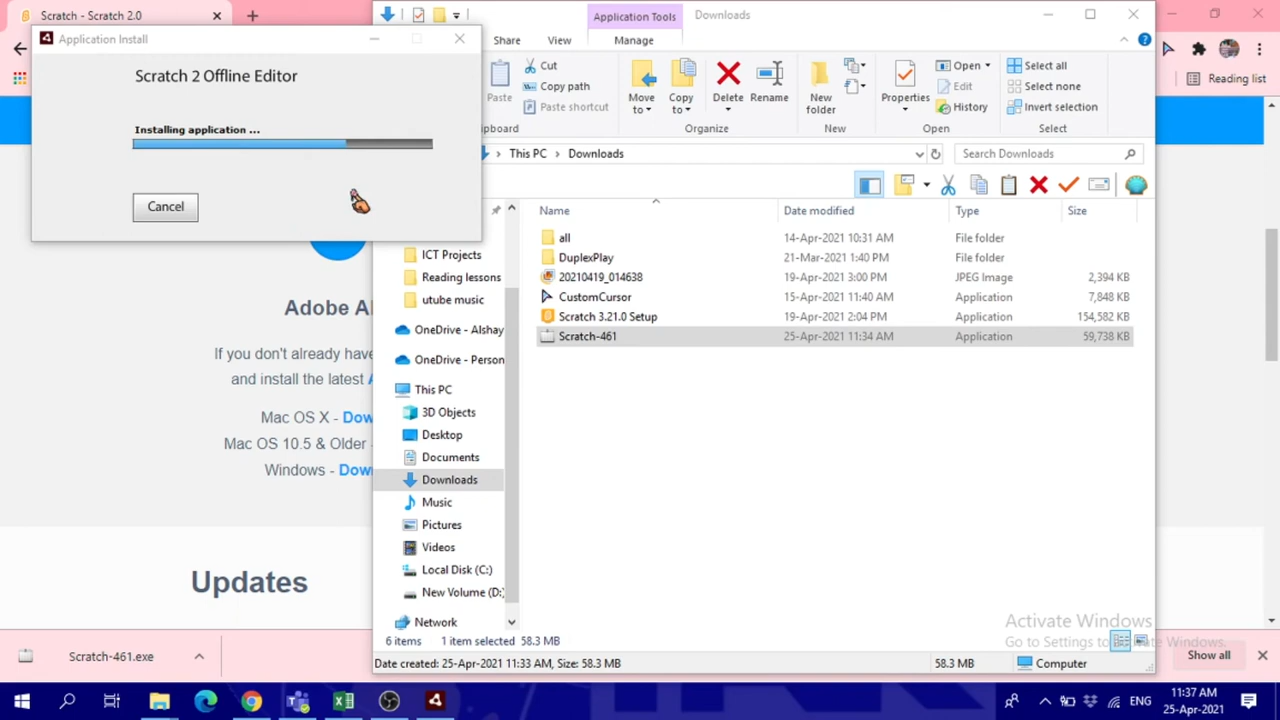 Scratch - Scratch 2.0
Application Tools
Downloads
Application Install
Share
View
Manage
Scratch 2 Offline Editor
Installing application ...
Cancel
Paste
Cut
Copy path
Paste shortcut
Move to
Copy to
Delete
Rename
New folder
Properties
Open
Edit
History
Select all
Select none
Invert selection
pboard
Organize
New
Open
Select
Reading list
This PC
Downloads
Search Downloads
Name
Date modified
Type
Size
all
14-Apr-2021 10:31 AM
File folder
DuplexPlay
21-Mar-2021 1:40 PM
File folder
20210419_014638
19-Apr-2021 3:00 PM
JPEG Image
2,394 KB
CustomCursor
15-Apr-2021 11:40 AM
Application
7,848 KB
Scratch 3.21.0 Setup
19-Apr-2021 2:04 PM
Application
154,582 KB
Scratch-461
25-Apr-2021 11:34 AM
Application
59,738 KB
ICT Projects
Reading lessons
utube music
OneDrive - Alshay
OneDrive - Person
This PC
3D Objects
Desktop
Documents
Downloads
Music
Pictures
Videos
Local Disk (C:)
New Volume (D:)
Network
Adobe AI
If you don't already have
and install the latest A
Mac OS X - Dow
Mac OS 10.5 & Older -
Windows - Dow
Updates
6 items
1 item selected 58.3 MB
Date created: 25-Apr-2021 11:33 AM, Size: 58.3 MB
58.3 MB
Computer
Activate Windows
Go to Settings to activate Windows.
Scratch-461.exe
Show all
ENG
11:37 AM
25-Apr-2021